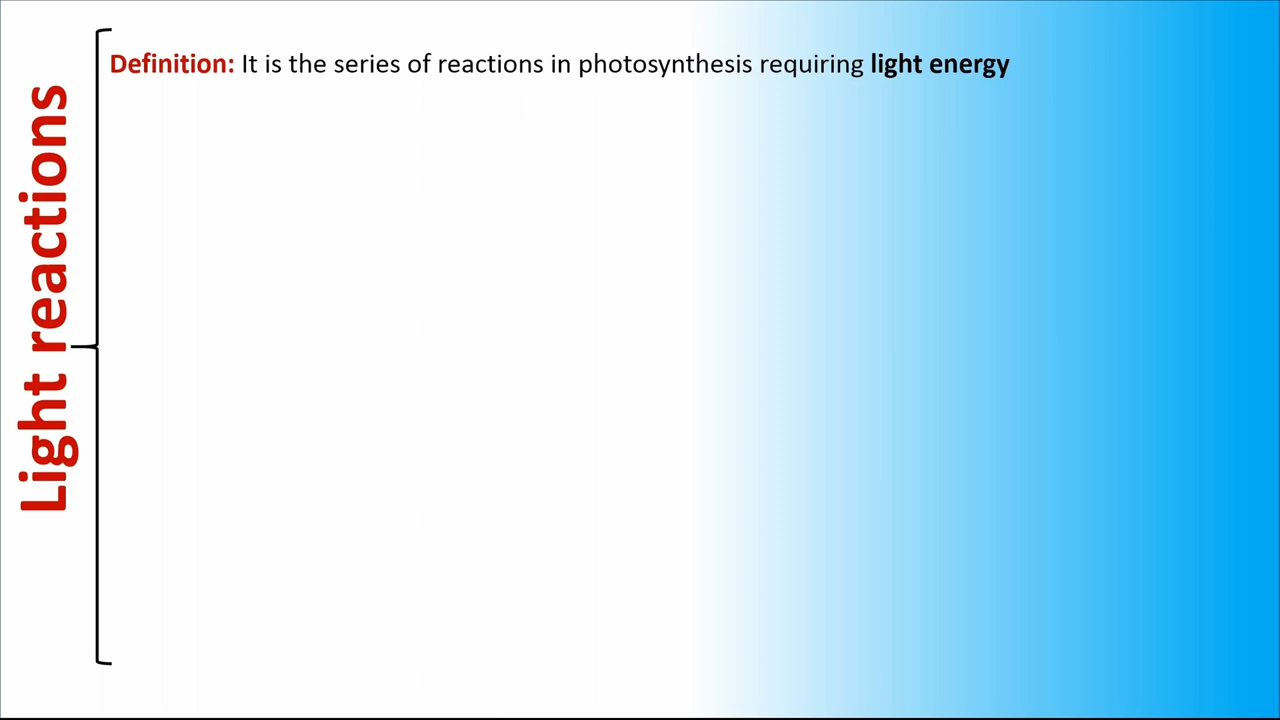 Light reactions
Definition: It is the series of reactions in photosynthesis requiring light energy